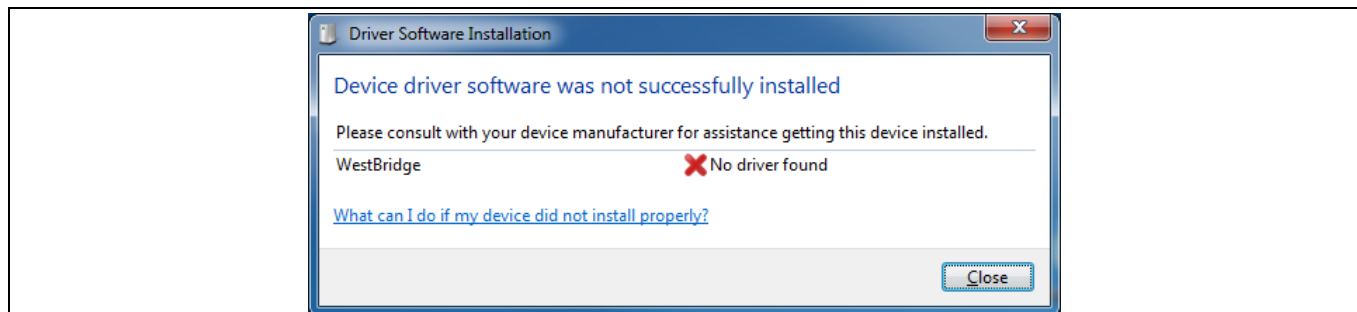 Driver Software Installation
Device driver software was not successfully installed
Please consult with your device manufacturer for assistance getting this device installed.
WestBridge No driver found
What can I do if my device did not install properly?
Close